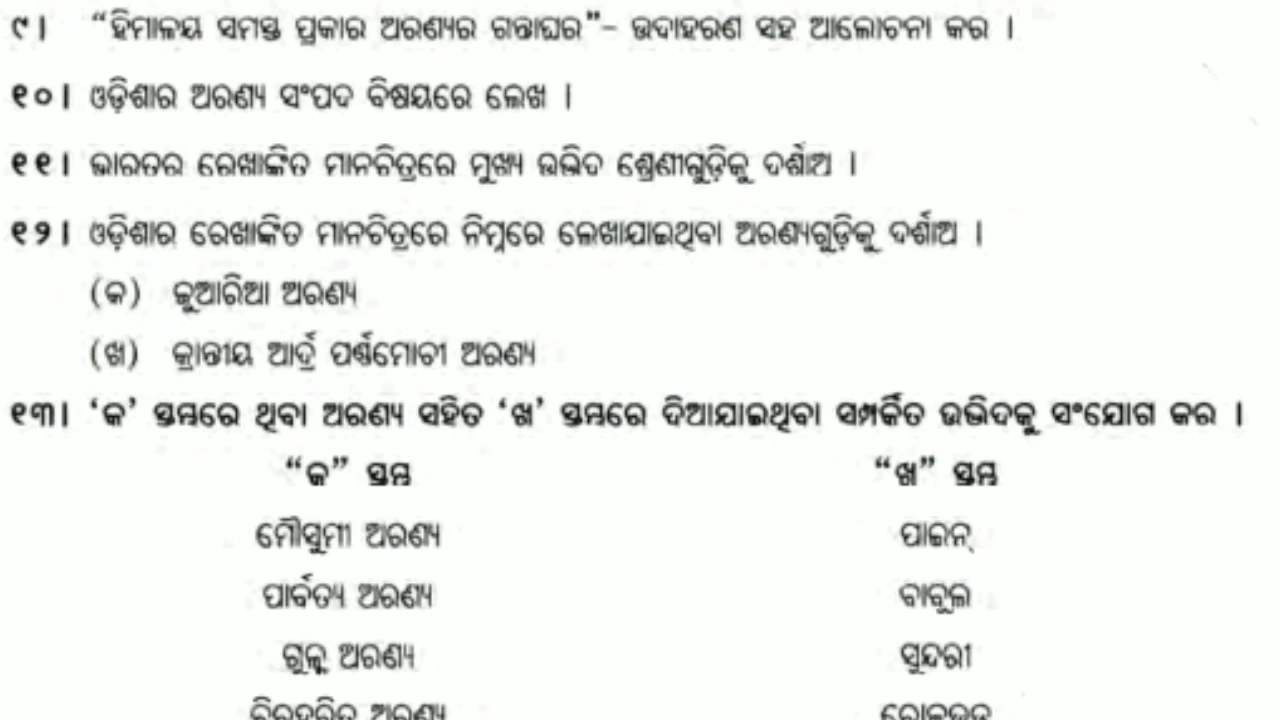 ୯। “ହିମାଳୟ ସମସ୍ତ ପ୍ରକାର ଅରଣ୍ୟର ଗନ୍ତାଘର”– ଉଦାହରଣ ସହ ଆଲୋଚନା କର ।
୧୦। ଓଡ଼ିଶାର ଅରଣ୍ୟ ସଂପଦ ବିଷୟରେ ଲେଖ ।
୧୧। ଭାରତର ରେଖାଙ୍କିତ ମାନଚିତ୍ରରେ ମୁଖ୍ୟ ଉଦ୍ଭିଦ ଶ୍ରେଣୀଗୁଡ଼ିକୁ ଦର୍ଶାଅ ।
୧୨। ଓଡ଼ିଶାର ରେଖାଙ୍କିତ ମାନଚିତ୍ରରେ ନିମ୍ନରେ ଲେଖାଯାଇଥିବା ଅରଣ୍ୟଗୁଡ଼ିକୁ ଦର୍ଶାଅ ।
(କ) ଜୁଆରିଆ ଅରଣ୍ୟ
(ଖ) କ୍ରାନ୍ତୀୟ ଆର୍ଦ୍ର ପର୍ଣ୍ଣମୋଚୀ ଅରଣ୍ୟ
୧୩। ‘କ’ ସ୍ତମ୍ଭରେ ଥିବା ଅରଣ୍ୟ ସହିତ ‘ଖ’ ସ୍ତମ୍ଭରେ ଦିଆଯାଇଥିବା ସମ୍ପର୍କିତ ଉଦ୍ଭିଦକୁ ସଂଯୋଗ କର ।
“କ” ସ୍ତମ୍ଭ “ଖ” ସ୍ତମ୍ଭ
ମୌସୁମୀ ଅରଣ୍ୟ ପାଇନ୍
ପାର୍ବତ୍ୟ ଅରଣ୍ୟ ବାବୁଲ
ଗୁଳ୍ମ ଅରଣ୍ୟ ସୁନ୍ଦରୀ
ଚିରହରିତ ଅରଣ୍ୟ ରୋଜଉଡ